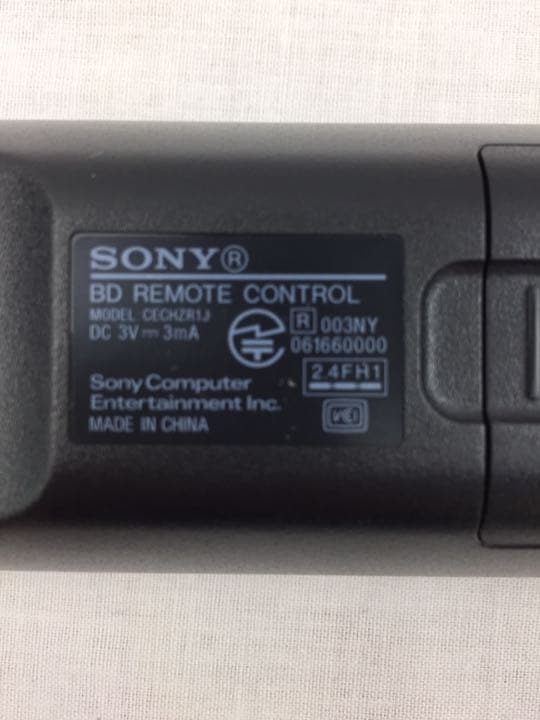 SONY®
BD REMOTE CONTROL
MODEL CECHZR1J
DC 3V⎓3mA
R 003NY
061660000
2.4FH1
Sony Computer
Entertainment Inc.
MADE IN CHINA